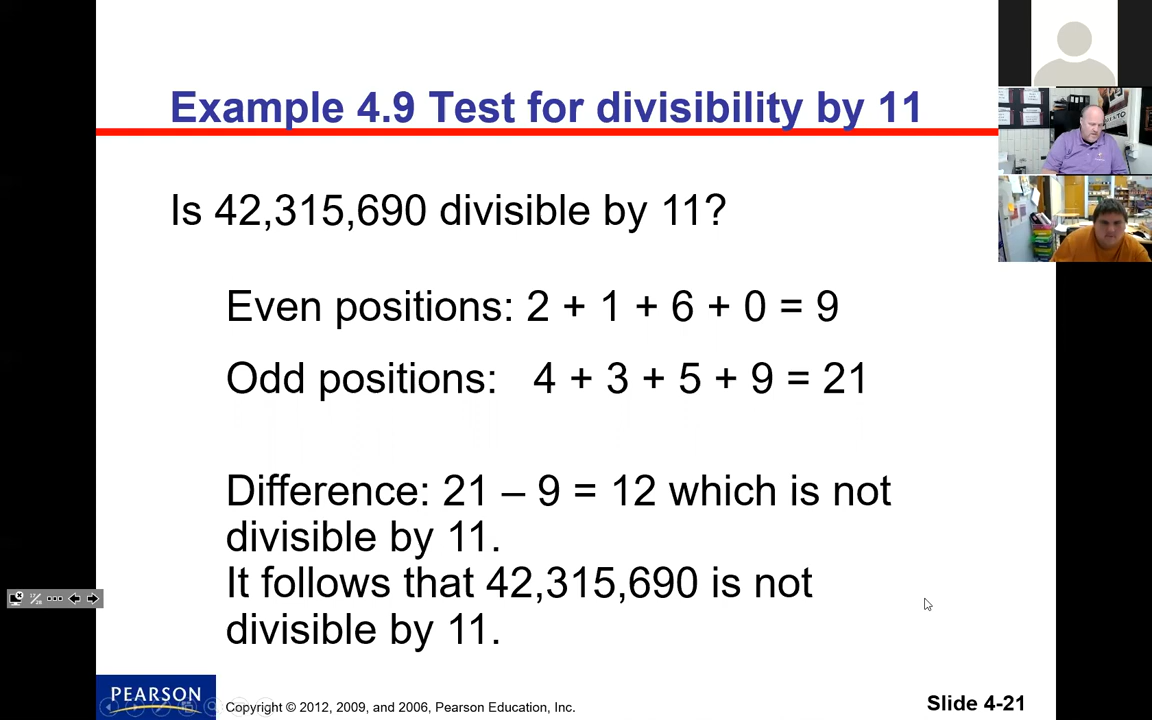 Example 4.9 Test for divisibility by 11
Is 42,315,690 divisible by 11?
Even positions: 2 + 1 + 6 + 0 = 9
Odd positions: 4 + 3 + 5 + 9 = 21
Difference: 21 – 9 = 12 which is not
divisible by 11.
It follows that 42,315,690 is not
divisible by 11.
PEARSON
Copyright © 2012, 2009, and 2006, Pearson Education, Inc.
Slide 4-21